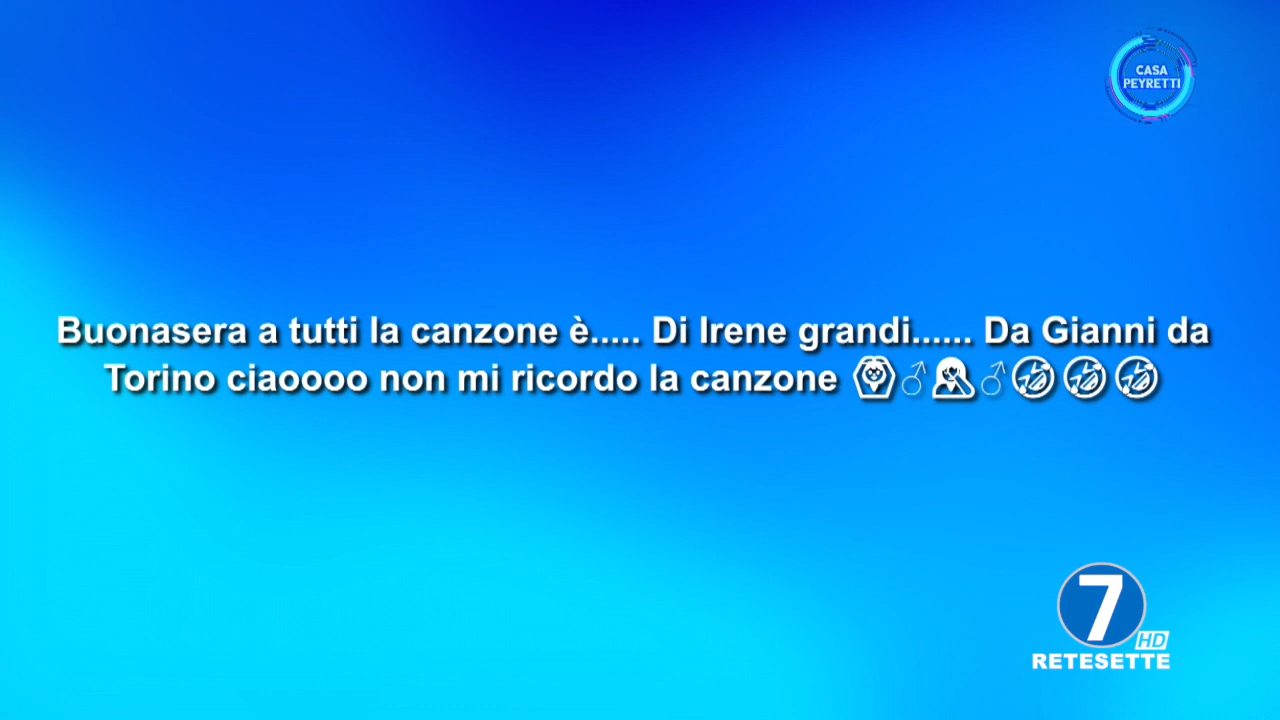 CASA
PEYRETTI
Buonasera a tutti la canzone è..... Di Irene grandi...... Da Gianni da
Torino ciaoooo non mi ricordo la canzone 🙆♂🤦♂🤣🤣🤣
7
HD
RETESETTE